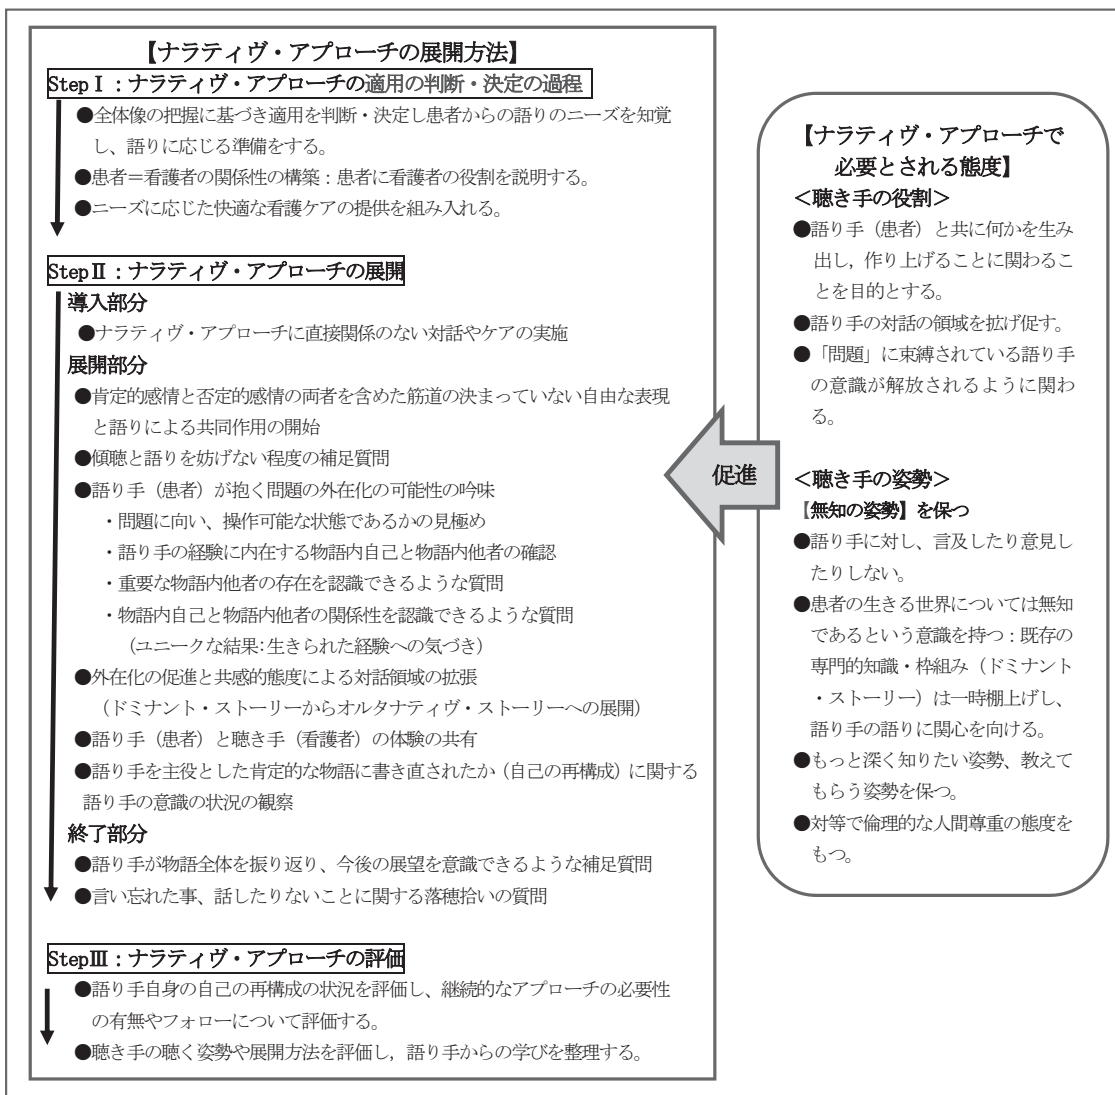 【ナラティヴ・アプローチの展開方法】
StepⅠ：ナラティヴ・アプローチの適用の判断・決定の過程
●全体像の把握に基づき適用を判断・決定し患者からの語りのニーズを知覚
し、語りに応じる準備をする。
●患者＝看護者の関係性の構築：患者に看護者の役割を説明する。
●ニーズに応じた快適な看護ケアの提供を組み入れる。
StepⅡ：ナラティヴ・アプローチの展開
導入部分
●ナラティヴ・アプローチに直接関係のない対話やケアの実施
展開部分
●肯定的感情と否定的感情の両者を含めた筋道の決まっていない自由な表現
と語りによる共同作用の開始
●傾聴と語りを妨げない程度の補足質問
●語り手（患者）が抱く問題の外在化の可能性の吟味
・問題に向い、操作可能な状態であるかの見極め
・語り手の経験に内在する物語内自己と物語内他者の確認
・重要な物語内他者の存在を認識できるような質問
・物語内自己と物語内他者の関係性を認識できるような質問
（ユニークな結果：生きられた経験への気づき）
●外在化の促進と共感的態度による対話領域の拡張
（ドミナント・ストーリーからオルタナティヴ・ストーリーへの展開）
●語り手（患者）と聴き手（看護者）の体験の共有
●語り手を主役とした肯定的な物語に書き直されたか（自己の再構成）に関する
語り手の意識の状況の観察
終了部分
●語り手が物語全体を振り返り、今後の展望を意識できるような補足質問
●言い忘れた事、話したりないことに関する落穂拾いの質問
StepⅢ：ナラティヴ・アプローチの評価
●語り手自身の自己の再構成の状況を評価し、継続的なアプローチの必要性
の有無やフォローについて評価する。
●聴き手の聴く姿勢や展開方法を評価し，語り手からの学びを整理する。
促進
【ナラティヴ・アプローチで
必要とされる態度】
＜聴き手の役割＞
●語り手（患者）と共に何かを生み
出し，作り上げることに関わるこ
とを目的とする。
●語り手の対話の領域を拡げ促す。
●「問題」に束縛されている語り手
の意識が解放されるように関わ
る。
＜聴き手の姿勢＞
【無知の姿勢】を保つ
●語り手に対し、言及したり意見し
たりしない。
●患者の生きる世界については無知
であるという意識を持つ：既存の
専門的知識・枠組み（ドミナント
・ストーリー）は一時棚上げし、
語り手の語りに関心を向ける。
●もっと深く知りたい姿勢、教えて
もらう姿勢を保つ。
●対等で倫理的な人間尊重の態度を
もつ。